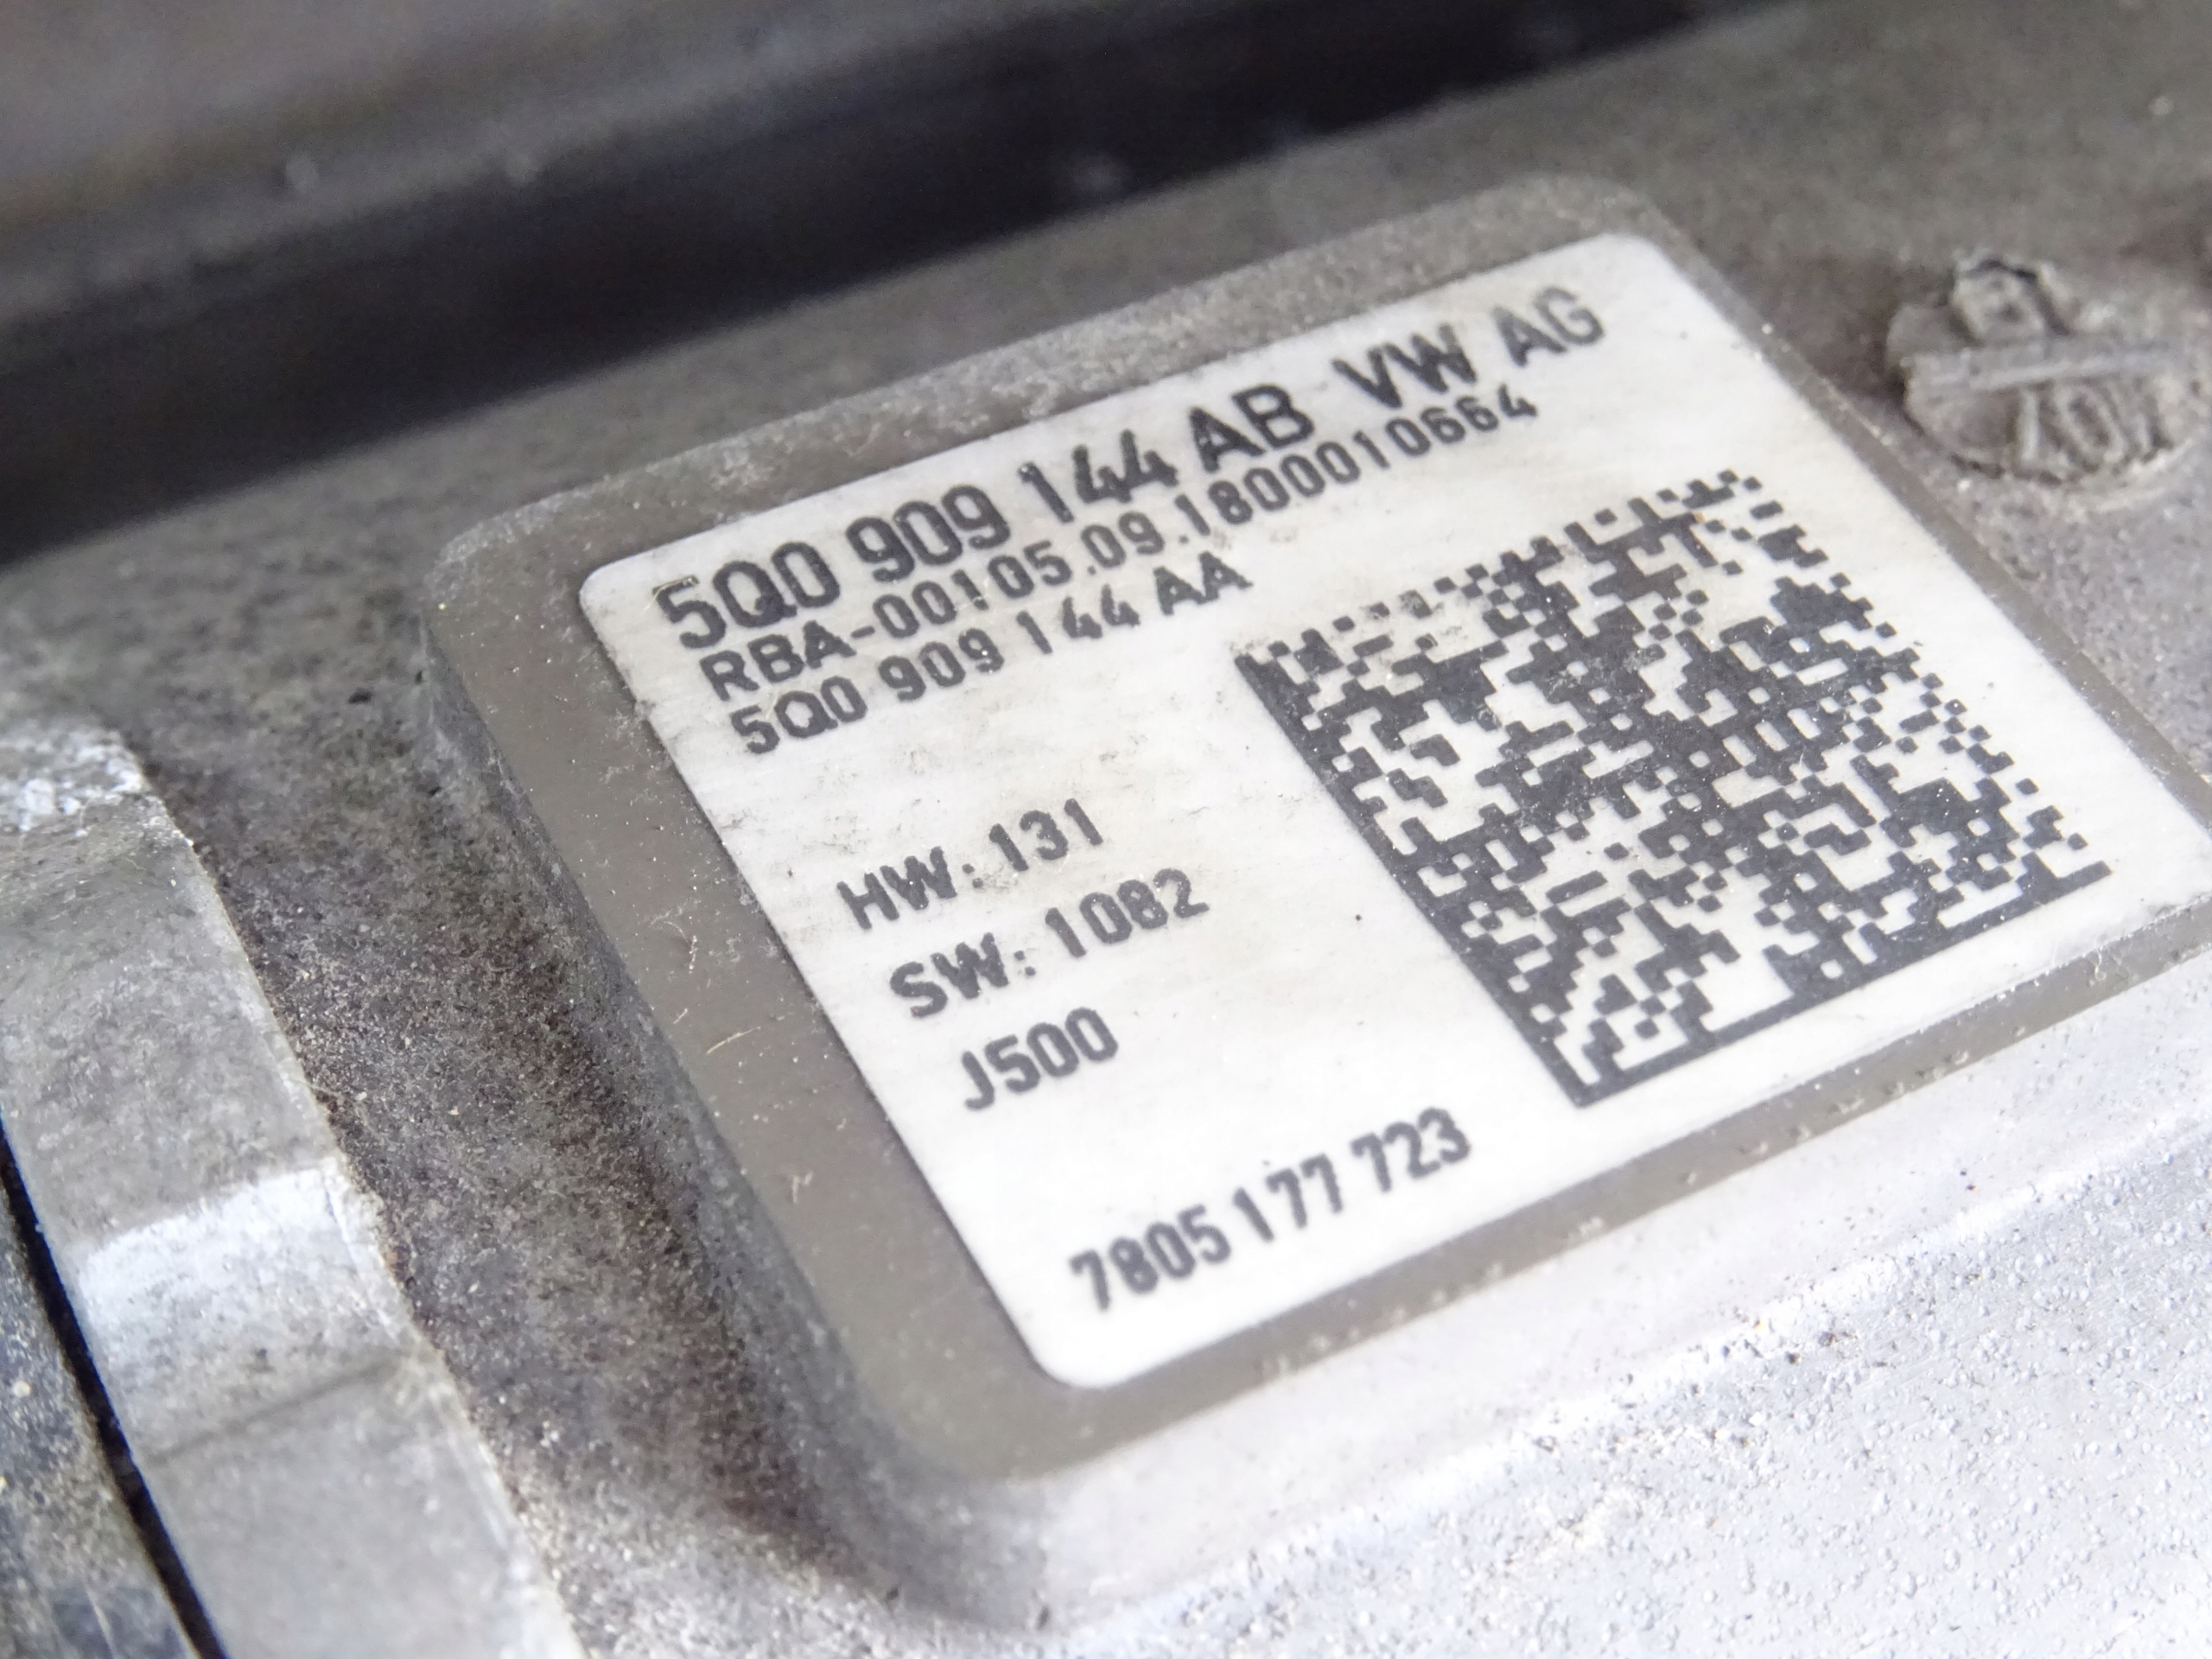 5Q0 909 144 AB VW AG
RBA-00105.09.1800010664
5Q0 909 144 AA
HW: 131
SW: 1082
J500
7805 177 723